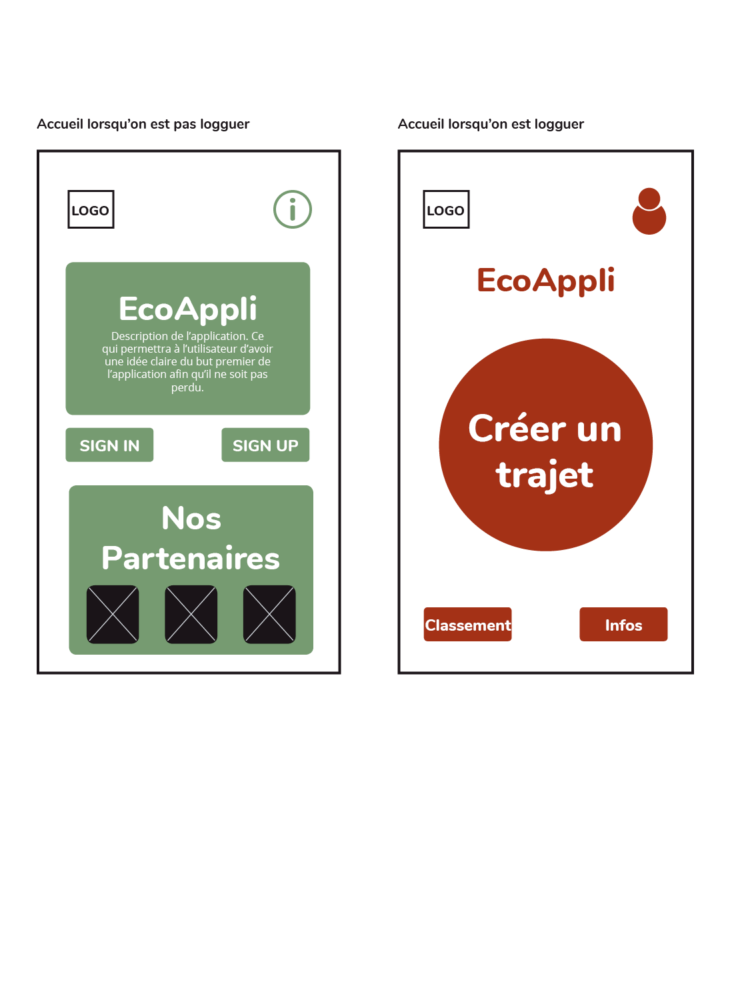 Accueil lorsqu’on est pas logguer
LOGO
i
EcoAppli
Description de l’application. Ce
qui permettra à l’utilisateur d’avoir
une idée claire du but premier de
l’application afin qu’il ne soit pas
perdu.
SIGN IN
SIGN UP
Nos
Partenaires
Accueil lorsqu’on est logguer
LOGO
EcoAppli
Créer un
trajet
Classement
Infos